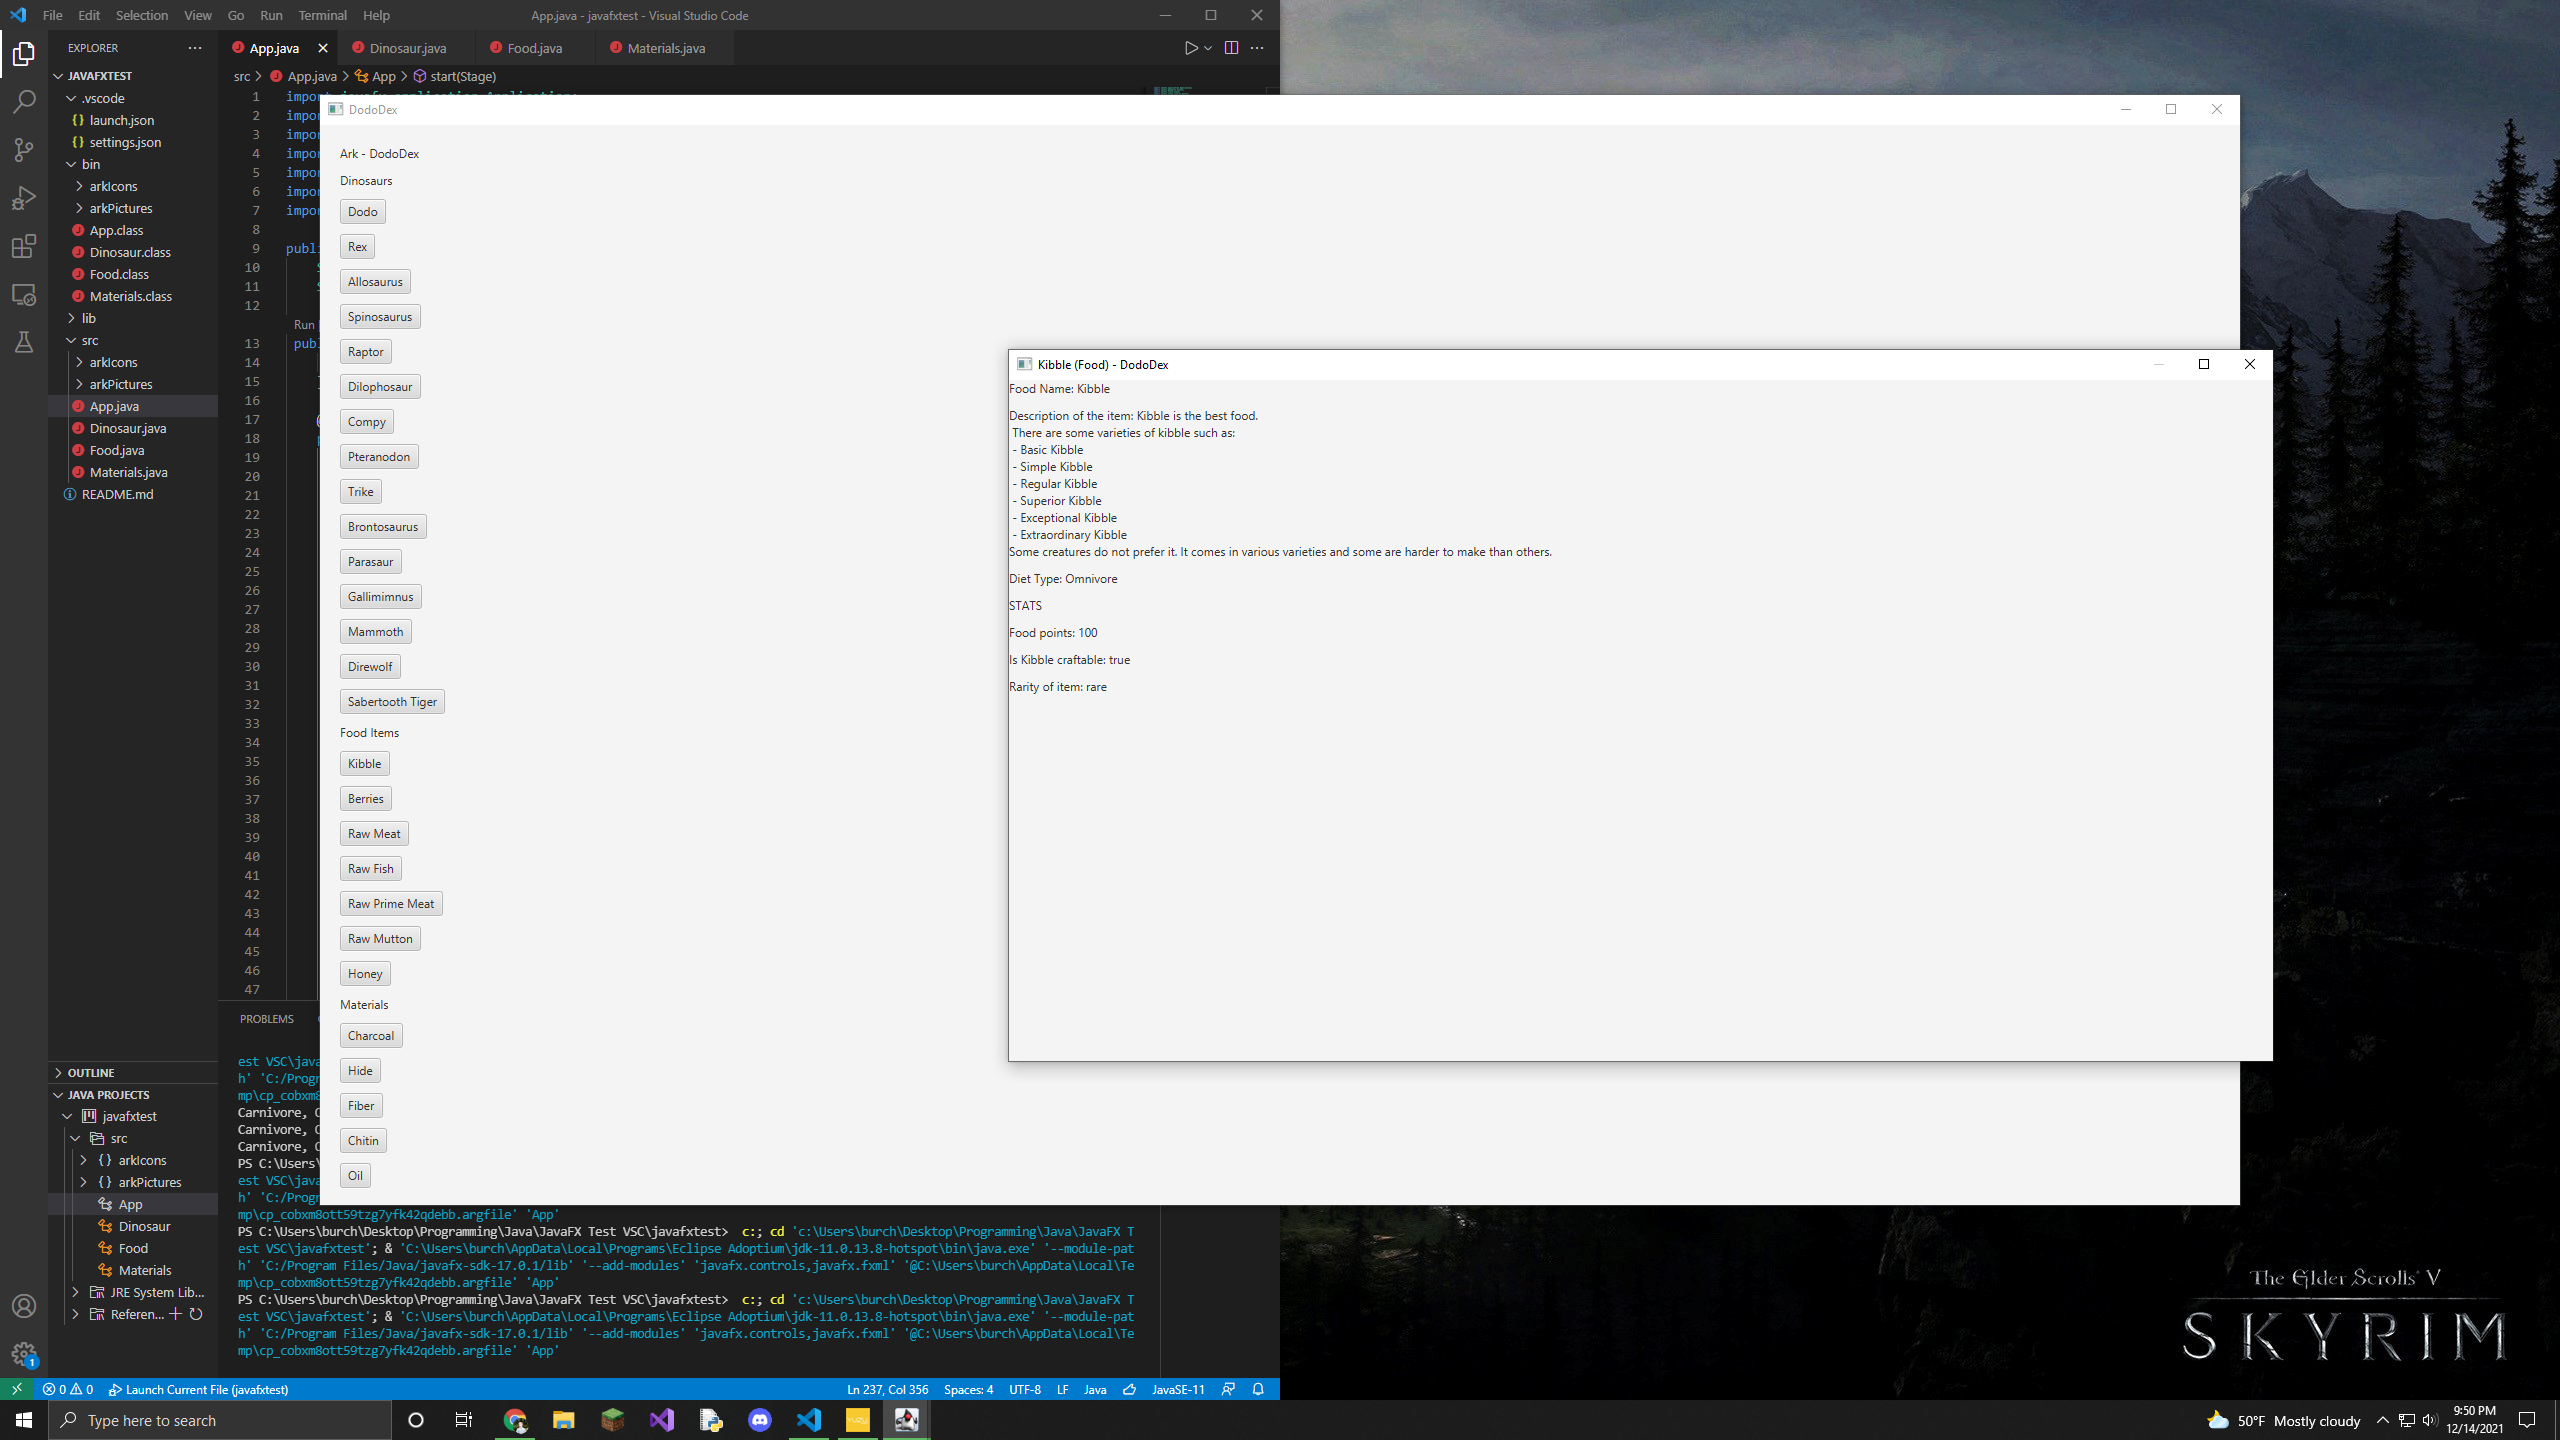 File Edit Selection View Go Run Terminal Help
App.java - javafxtest - Visual Studio Code
EXPLORER
JAVAFXTEST
.vscode
launch.json
settings.json
bin
arkIcons
arkPictures
App.class
Dinosaur.class
Food.class
Materials.class
lib
src
arkIcons
arkPictures
App.java
Dinosaur.java
Food.java
Materials.java
README.md
OUTLINE
JAVA PROJECTS
javafxtest
src
arkIcons
arkPictures
App
Dinosaur
Food
Materials
JRE System Lib...
Referen...
App.java Dinosaur.java Food.java Materials.java
src > App.java > App > start(Stage)
1 import javafx.application.Application;
2 impor
3 impor
4 impor
5 impor
6 impor
7 impor
8
9 publi
10
11
12
Run
13 publ
14
15
16
17
18
19
20
21
22
23
24
25
26
27
28
29
30
31
32
33
34
35
36
37
38
39
40
41
42
43
44
45
46
47
DodoDex
Ark - DodoDex
Dinosaurs
Dodo
Rex
Allosaurus
Spinosaurus
Raptor
Dilophosaur
Compy
Pteranodon
Trike
Brontosaurus
Parasaur
Gallimimnus
Mammoth
Direwolf
Sabertooth Tiger
Food Items
Kibble
Berries
Raw Meat
Raw Fish
Raw Prime Meat
Raw Mutton
Honey
Materials
Charcoal
Hide
Fiber
Chitin
Oil
Kibble (Food) - DodoDex
Food Name: Kibble
Description of the item: Kibble is the best food.
There are some varieties of kibble such as:
- Basic Kibble
- Simple Kibble
- Regular Kibble
- Superior Kibble
- Exceptional Kibble
- Extraordinary Kibble
Some creatures do not prefer it. It comes in various varieties and some are harder to make than others.
Diet Type: Omnivore
STATS
Food points: 100
Is Kibble craftable: true
Rarity of item: rare
PROBLEMS
est VSC\java
h' 'C:/Progr
mp\cp_cobxm8
Carnivore, C
Carnivore, C
Carnivore, C
PS C:\Users\
est VSC\java
h' 'C:/Progr
mp\cp_cobxm8ott59tzg7yfk42qdebb.argfile' 'App'
PS C:\Users\burch\Desktop\Programming\Java\JavaFX Test VSC\javafxtest> c:; cd 'c:\Users\burch\Desktop\Programming\Java\JavaFX T
est VSC\javafxtest'; & 'C:\Users\burch\AppData\Local\Programs\Eclipse Adoptium\jdk-11.0.13.8-hotspot\bin\java.exe' '--module-pat
h' 'C:/Program Files/Java/javafx-sdk-17.0.1/lib' '--add-modules' 'javafx.controls,javafx.fxml' '@C:\Users\burch\AppData\Local\Te
mp\cp_cobxm8ott59tzg7yfk42qdebb.argfile' 'App'
PS C:\Users\burch\Desktop\Programming\Java\JavaFX Test VSC\javafxtest> c:; cd 'c:\Users\burch\Desktop\Programming\Java\JavaFX T
est VSC\javafxtest'; & 'C:\Users\burch\AppData\Local\Programs\Eclipse Adoptium\jdk-11.0.13.8-hotspot\bin\java.exe' '--module-pat
h' 'C:/Program Files/Java/javafx-sdk-17.0.1/lib' '--add-modules' 'javafx.controls,javafx.fxml' '@C:\Users\burch\AppData\Local\Te
mp\cp_cobxm8ott59tzg7yfk42qdebb.argfile' 'App'
0 0 Launch Current File (javafxtest)
Ln 237, Col 356 Spaces: 4 UTF-8 LF Java JavaSE-11
The Elder Scrolls V
SKYRIM
Type here to search
50°F Mostly cloudy
9:50 PM
12/14/2021